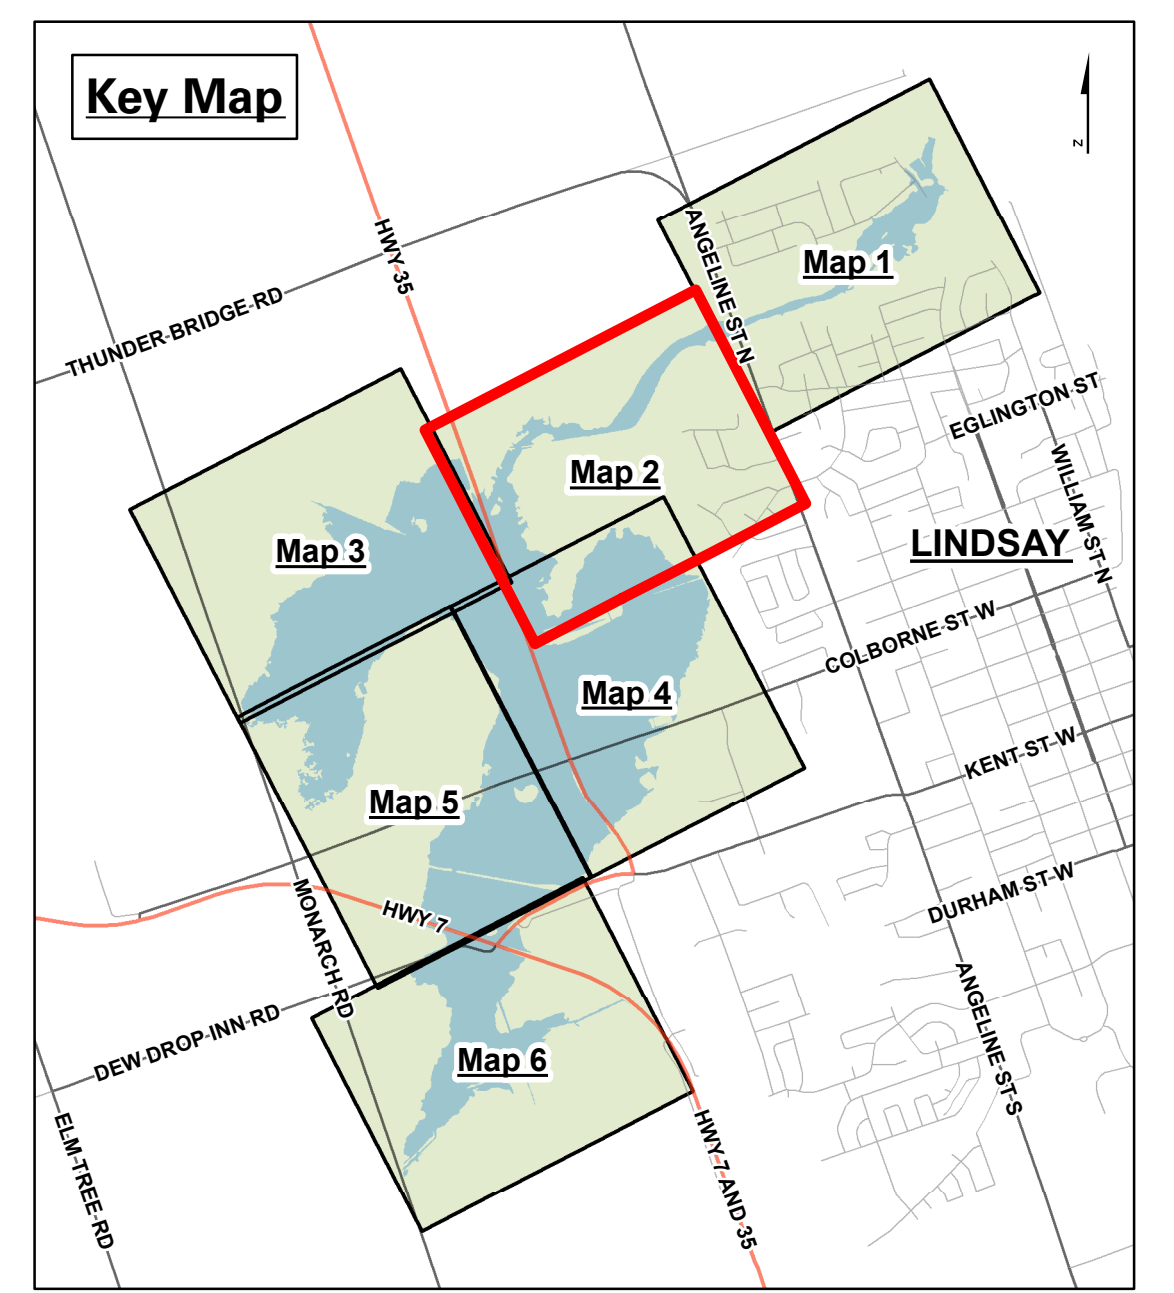 Key Map
N
HWY 35
THUNDER BRIDGE RD
ANGELINE ST N
Map 1
EGLINGTON ST
WILLIAM ST N
Map 2
LINDSAY
Map 3
COLBORNE ST W
Map 4
KENT ST W
Map 5
DURHAM ST W
HWY 7
MONARCH RD
ANGELINE ST S
DEW DROP INN RD
Map 6
ELM TREE RD
HWY 7 AND 35